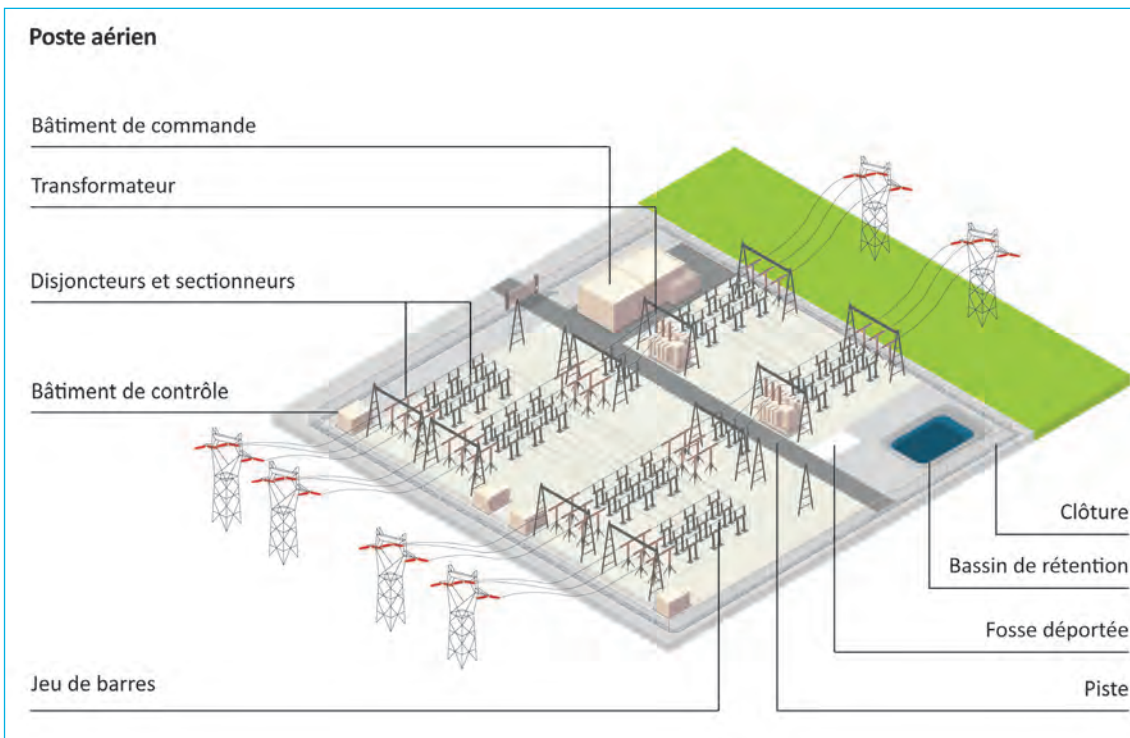 Poste aérien
Bâtiment de commande
Transformateur
Disjoncteurs et sectionneurs
Bâtiment de contrôle
Clôture
Bassin de rétention
Fosse déportée
Jeu de barres
Piste